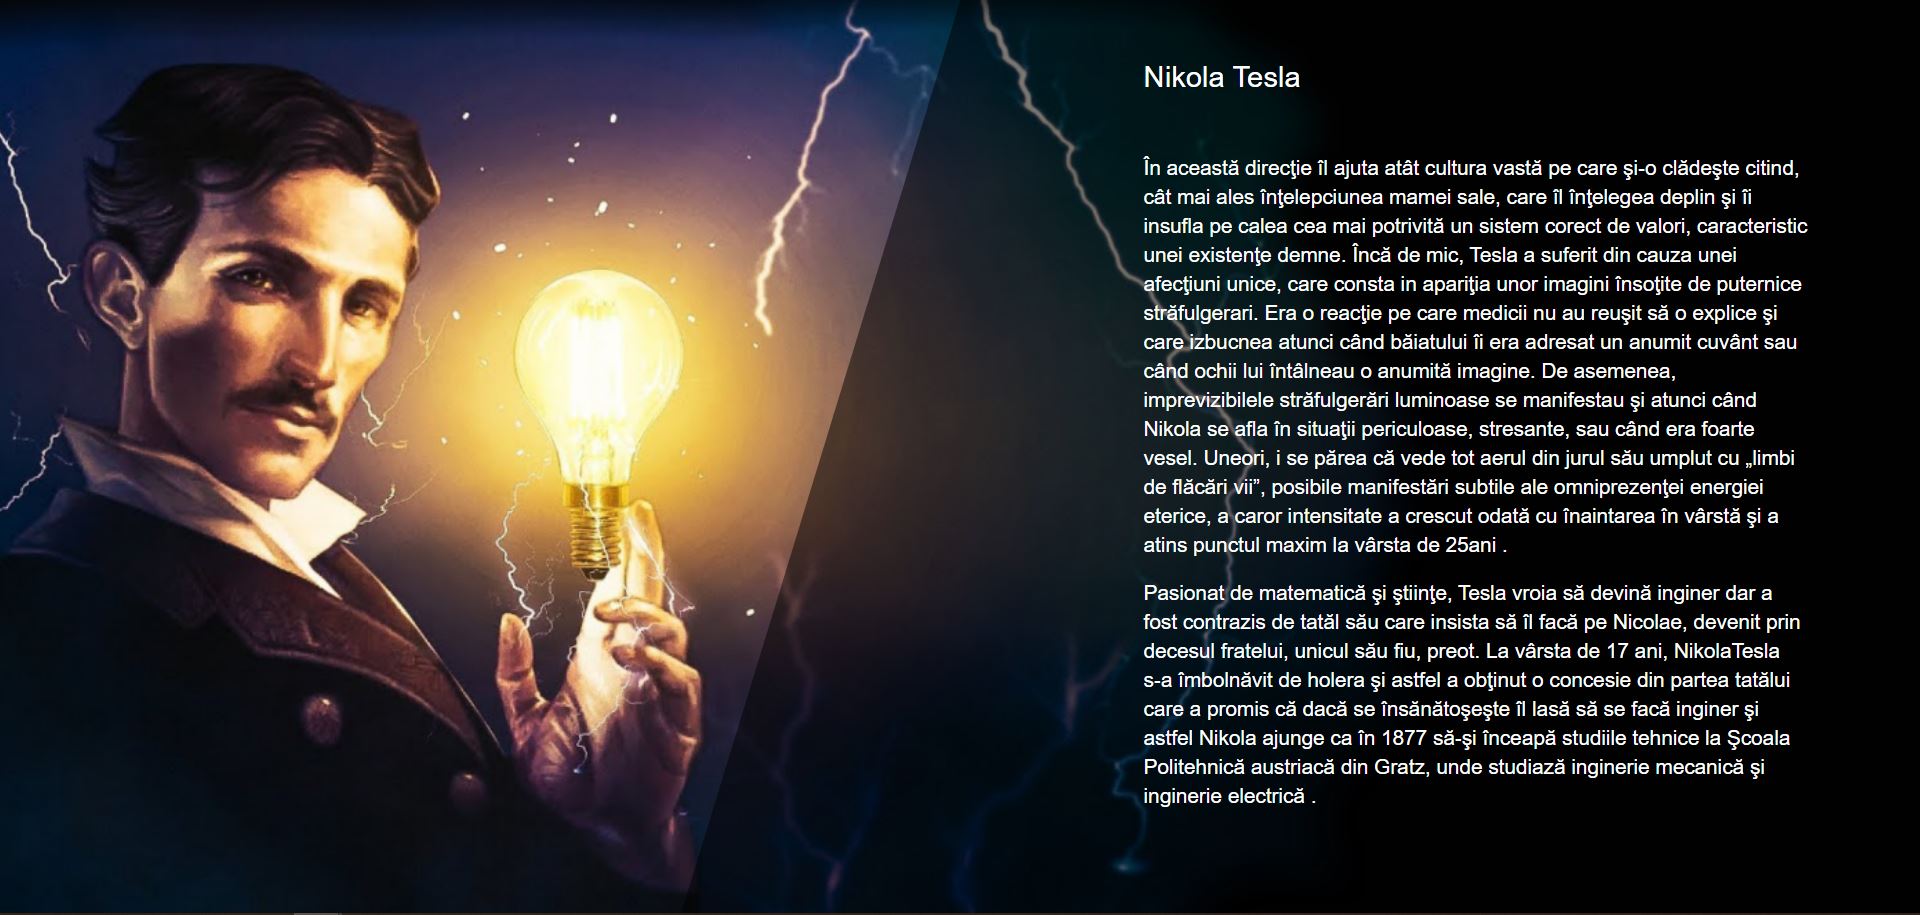 Nikola Tesla
În această direcţie îl ajuta atât cultura vastă pe care şi-o clădeşte citind,
cât mai ales înţelepciunea mamei sale, care îl înţelegea deplin şi îi
insufla pe calea cea mai potrivită un sistem corect de valori, caracteristic
unei existenţe demne. Încă de mic, Tesla a suferit din cauza unei
afecţiuni unice, care consta in apariţia unor imagini însoţite de puternice
străfulgerari. Era o reacţie pe care medicii nu au reuşit să o explice şi
care izbucnea atunci când băiatului îi era adresat un anumit cuvânt sau
când ochii lui întâlneau o anumită imagine. De asemenea,
imprevizibilele străfulgerări luminoase se manifestau şi atunci când
Nikola se afla în situaţii periculoase, stresante, sau când era foarte
vesel. Uneori, i se părea că vede tot aerul din jurul său umplut cu „limbi
de flăcări vii”, posibile manifestări subtile ale omniprezenţei energiei
eterice, a caror intensitate a crescut odată cu înaintarea în vârstă şi a
atins punctul maxim la vârsta de 25ani .
Pasionat de matematică şi ştiinţe, Tesla vroia să devină inginer dar a
fost contrazis de tatăl său care insista să îl facă pe Nicolae, devenit prin
decesul fratelui, unicul său fiu, preot. La vârsta de 17 ani, NikolaTesla
s-a îmbolnăvit de holera şi astfel a obţinut o concesie din partea tatălui
care a promis că dacă se însănătoşeşte îl lasă să se facă inginer şi
astfel Nikola ajunge ca în 1877 să-şi înceapă studiile tehnice la Şcoala
Politehnică austriacă din Gratz, unde studiază inginerie mecanică şi
inginerie electrică .